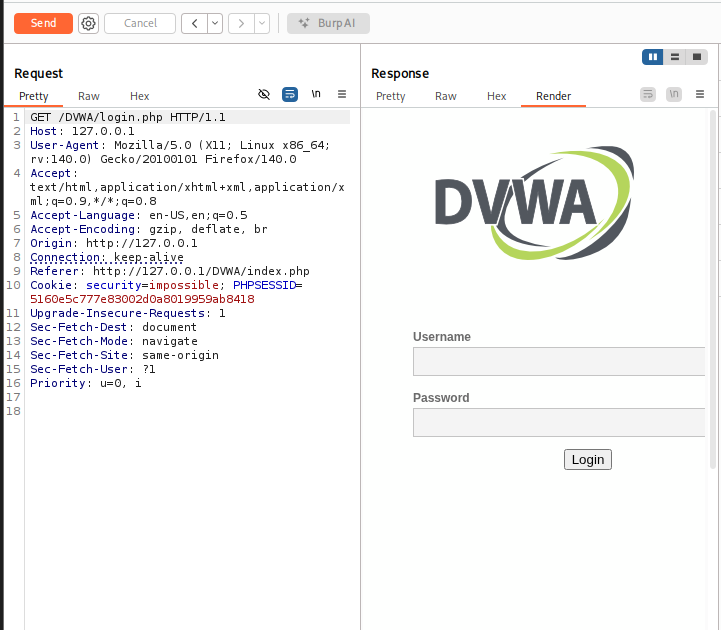 Send
Cancel
<
>
Burp AI
Request
Response
Pretty
Raw
Hex
\n
Pretty
Raw
Hex
Render
\n
1 GET /DVWA/login.php HTTP/1.1
2 Host: 127.0.0.1
3 User-Agent: Mozilla/5.0 (X11; Linux x86_64;
rv:140.0) Gecko/20100101 Firefox/140.0
4 Accept:
text/html,application/xhtml+xml,application/x
ml;q=0.9,*/*;q=0.8
5 Accept-Language: en-US,en;q=0.5
6 Accept-Encoding: gzip, deflate, br
7 Origin: http://127.0.0.1
8 Connection: keep-alive
9 Referer: http://127.0.0.1/DVWA/index.php
10 Cookie: security=impossible; PHPSESSID=
5160e5c777e83002d0a8019959ab8418
11 Upgrade-Insecure-Requests: 1
12 Sec-Fetch-Dest: document
13 Sec-Fetch-Mode: navigate
14 Sec-Fetch-Site: same-origin
15 Sec-Fetch-User: ?1
16 Priority: u=0, i
17
18
DVWA
Username
Password
Login